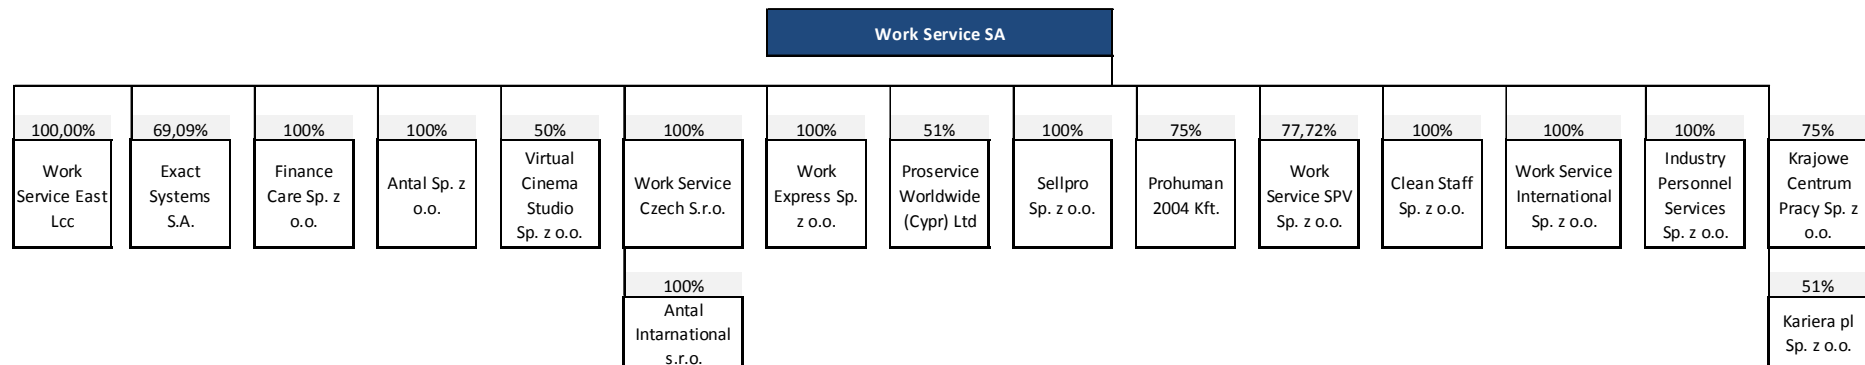 Work Service SA
100,00%
69,09%
100%
100%
50%
100%
100%
51%
100%
75%
77,72%
100%
100%
100%
75%
Work
Service East
Lcc
Exact
Systems
S.A.
Finance
Care Sp. z
o.o.
Antal Sp. z
o.o.
Virtual
Cinema
Studio
Sp. z o.o.
Work Service
Czech S.r.o.
Work
Express Sp.
z o.o.
Proservice
Worldwide
(Cypr) Ltd
Sellpro
Sp. z o.o.
Prohuman
2004 Kft.
Work
Service SPV
Sp. z o.o.
Clean Staff
Sp. z o.o.
Work Service
International
Sp. z o.o.
Industry
Personnel
Services
Sp. z o.o.
Krajowe
Centrum
Pracy Sp. z
o.o.
100%
Antal
Intarnational
s.r.o.
51%
Kariera pl
Sp. z o.o.